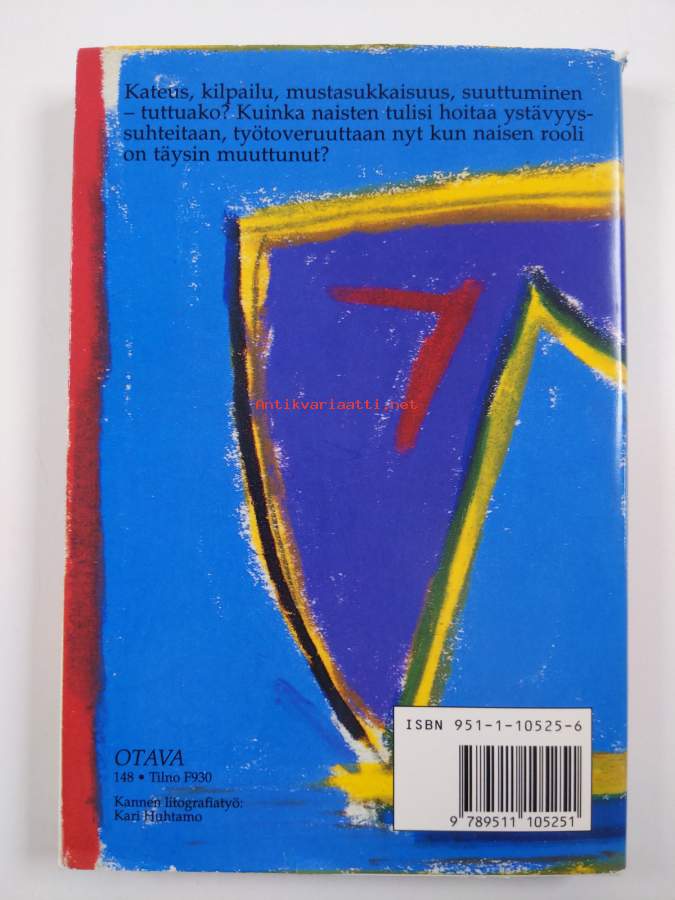 Kateus, kilpailu, mustasukkaisuus, suuttuminen
– tuttuako? Kuinka naisten tulisi hoitaa ystävyys-
suhteitaan, työtoveruuttaan nyt kun naisen rooli
on täysin muuttunut?
Antikvariaatti.net
ISBN 951-1-10525-6
OTAVA
148 • Tilno F930
Kannen litografiatyö:
Kari Huhtamo
9 789511 105251